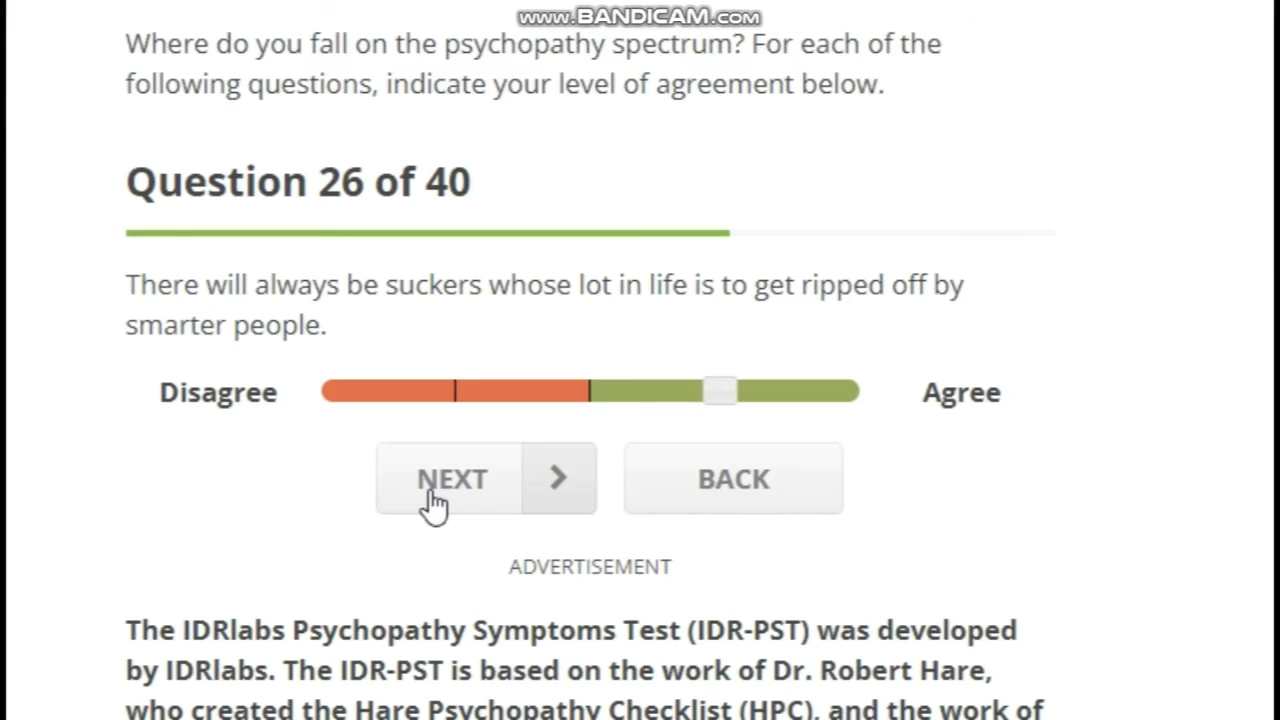 www.BANDICAM.com
Where do you fall on the psychopathy spectrum? For each of the
following questions, indicate your level of agreement below.
Question 26 of 40
There will always be suckers whose lot in life is to get ripped off by
smarter people.
Disagree
Agree
NEXT
BACK
ADVERTISEMENT
The IDRlabs Psychopathy Symptoms Test (IDR-PST) was developed
by IDRlabs. The IDR-PST is based on the work of Dr. Robert Hare,
who created the Hare Psychopathy Checklist (HPC), and the work of